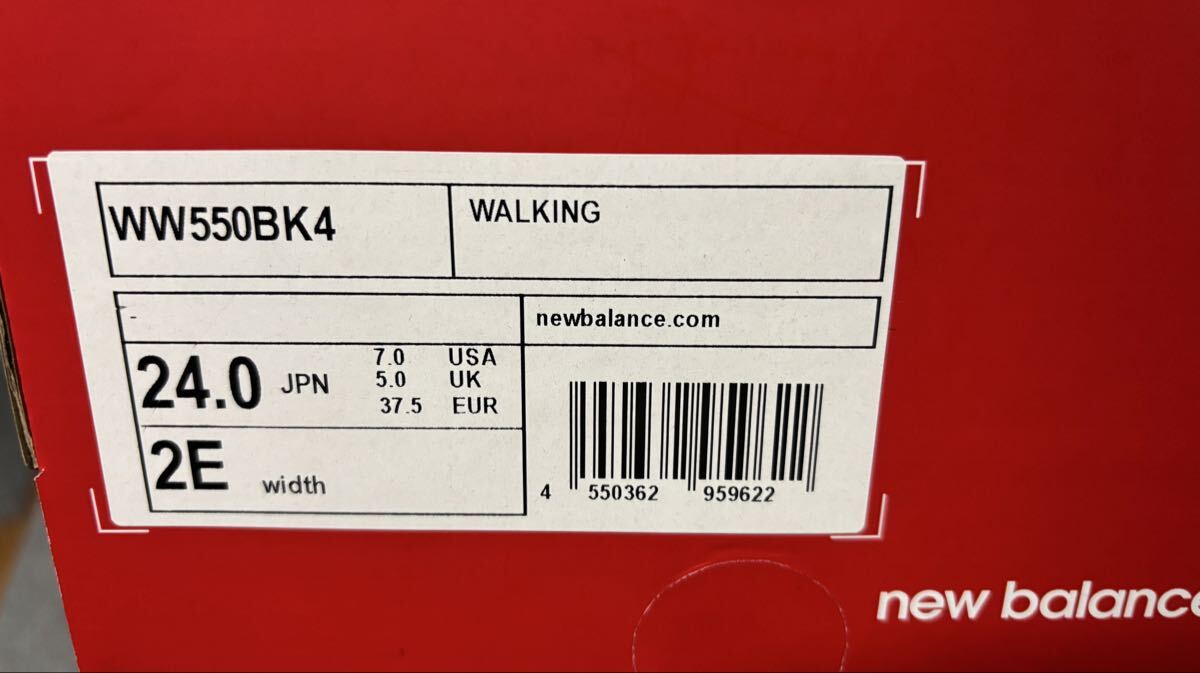 WW550BK4
WALKING
-
newbalance.com
24.0 JPN
7.0 USA
5.0 UK
37.5 EUR
2E width
4 550362 959622
new balance